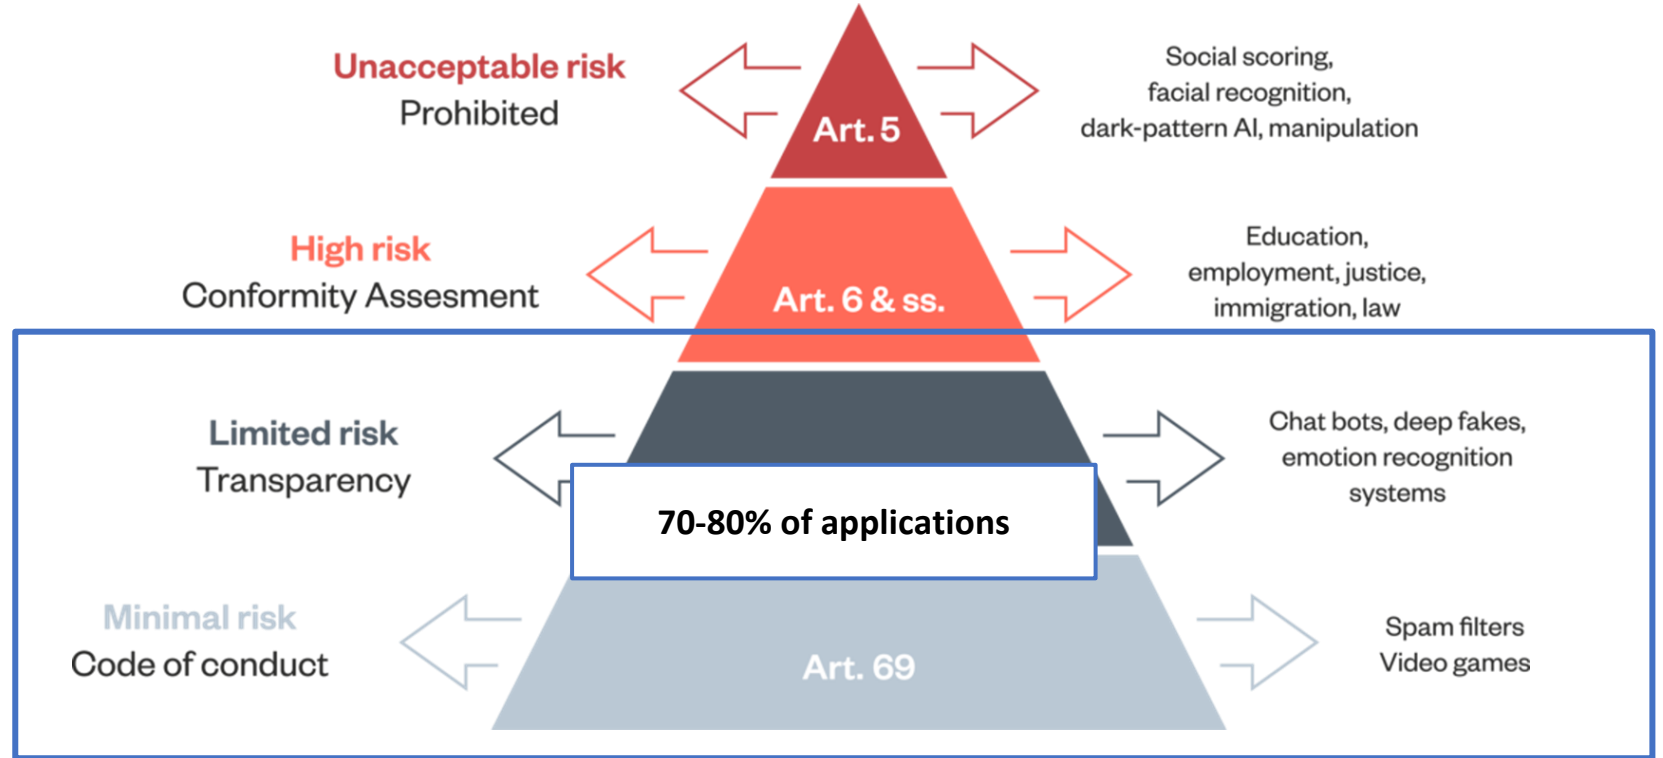 Unacceptable risk
Prohibited
Art. 5
Social scoring,
facial recognition,
dark-pattern AI, manipulation
High risk
Conformity Assesment
Art. 6 & ss.
Education,
employment, justice,
immigration, law
Limited risk
Transparency
Chat bots, deep fakes,
emotion recognition
systems
70-80% of applications
Minimal risk
Code of conduct
Art. 69
Spam filters
Video games